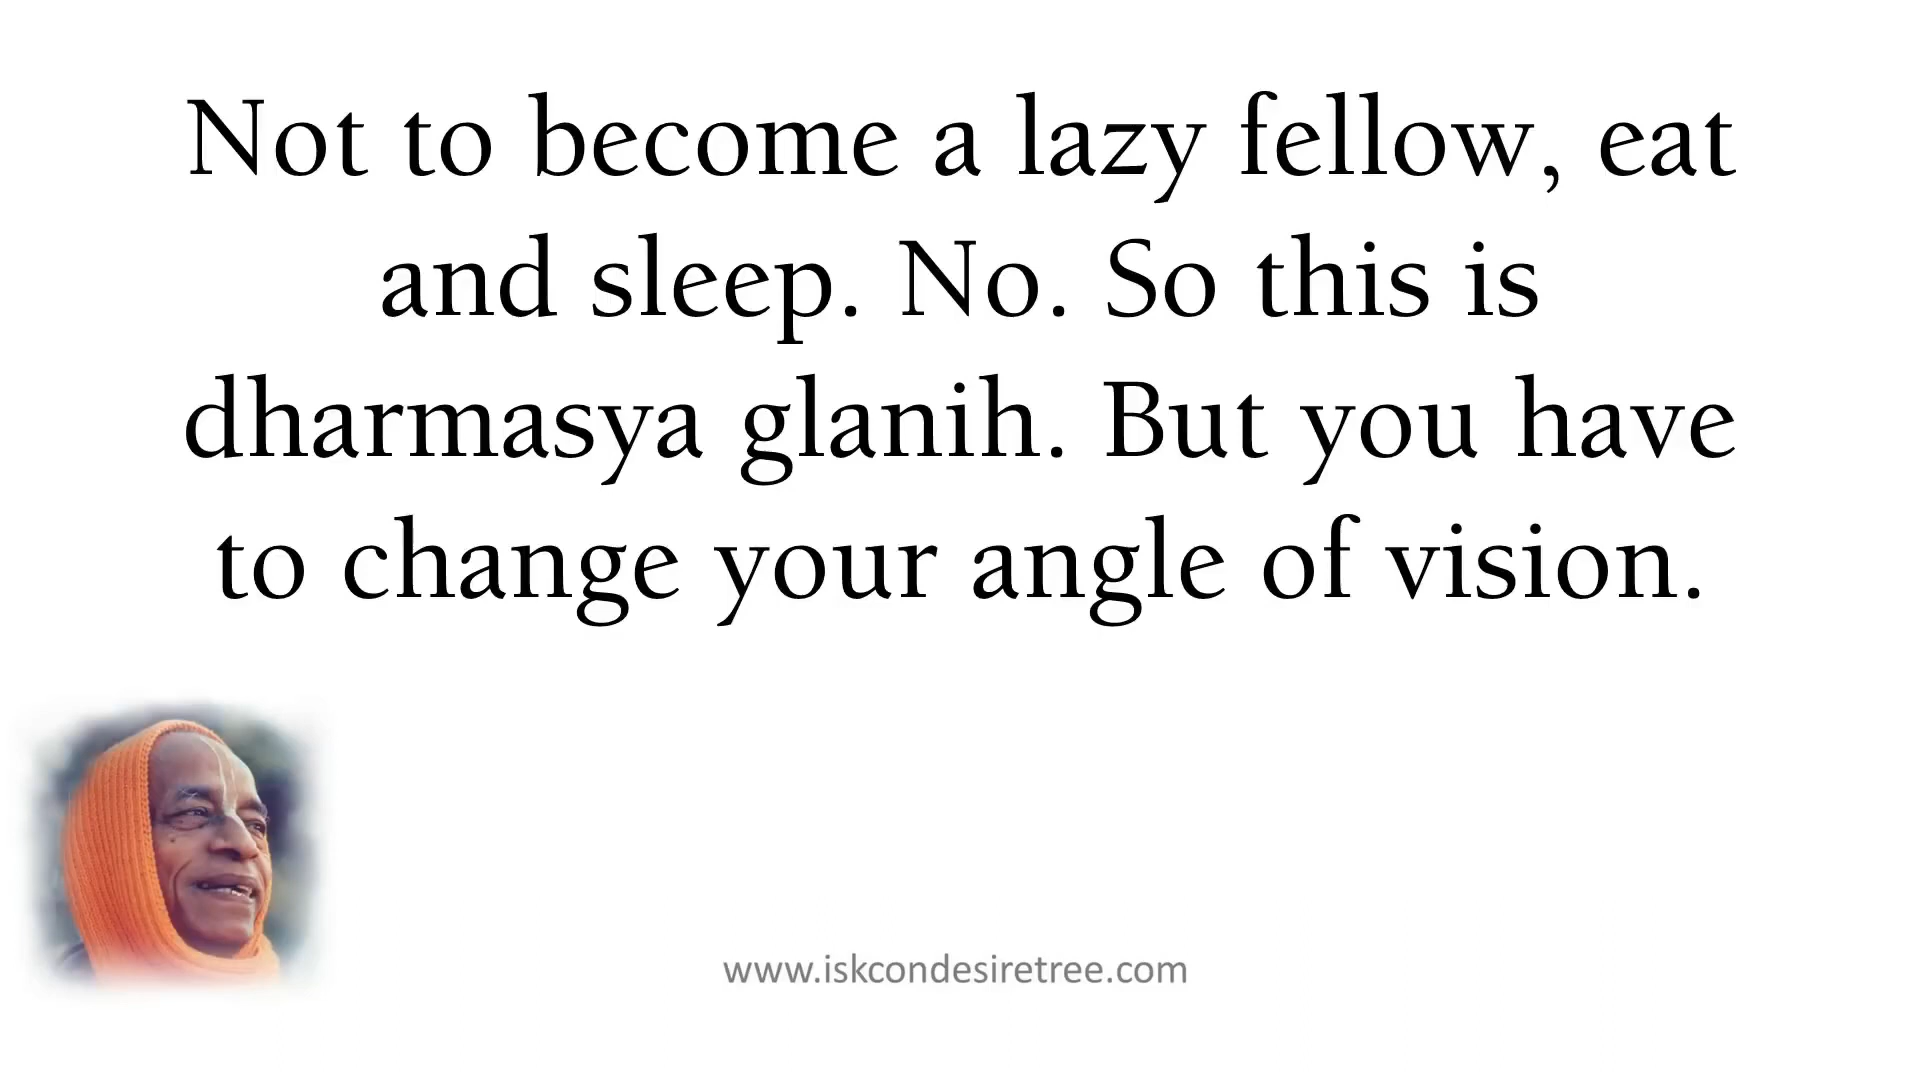 Not to become a lazy fellow, eat
and sleep. No. So this is
dharmasya glanih. But you have
to change your angle of vision.
www.iskcondesiretree.com